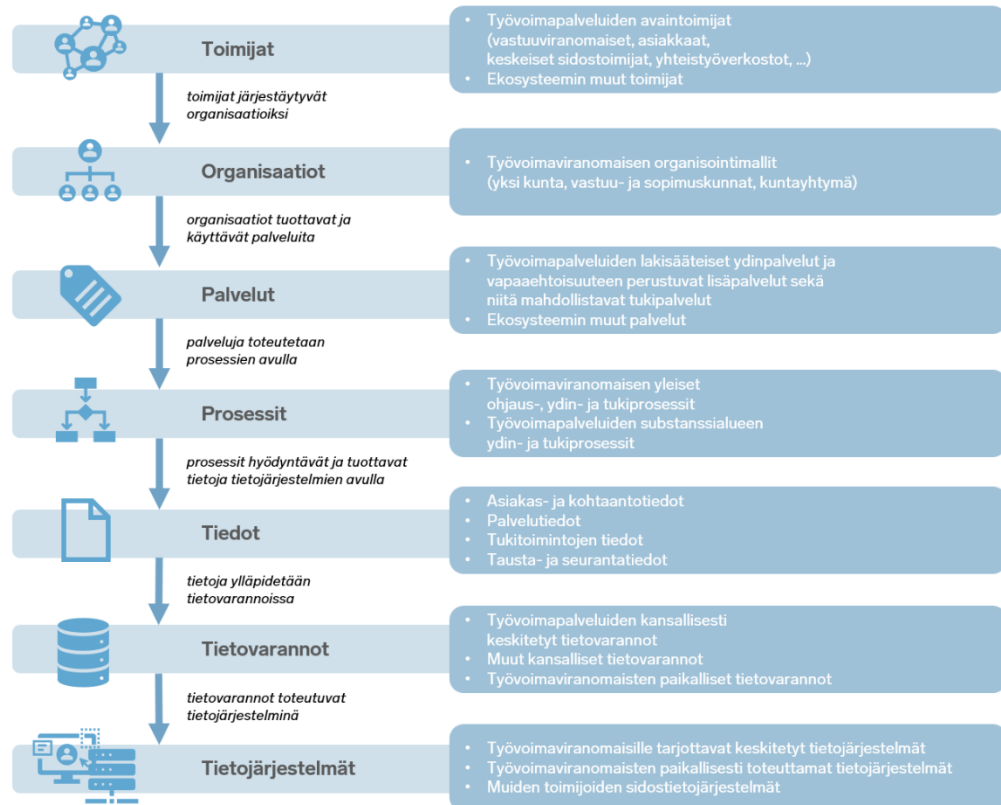 Toimijat
• Työvoimapalveluiden avaintoimijat
(vastuuviranomaiset, asiakkaat,
keskeiset sidostoimijat, yhteistyöverkostot, ...)
• Ekosysteemin muut toimijat
toimijat järjestäytyvät
organisaatioiksi
Organisaatiot
• Työvoimaviranomaisen organisointimallit
(yksi kunta, vastuu- ja sopimuskunnat, kuntayhtymä)
organisaatiot tuottavat ja
käyttävät palveluita
Palvelut
• Työvoimapalveluiden lakisääteiset ydinpalvelut ja
vapaaehtoisuuteen perustuvat lisäpalvelut sekä
niitä mahdollistavat tukipalvelut
• Ekosysteemin muut palvelut
palveluja toteutetaan
prosessien avulla
Prosessit
• Työvoimaviranomaisen yleiset
ohjaus-, ydin- ja tukiprosessit
• Työvoimapalveluiden substanssialueen
ydin- ja tukiprosessit
prosessit hyödyntävät ja tuottavat
tietoja tietojärjestelmien avulla
Tiedot
• Asiakas- ja kohtaantotiedot
• Palvelutiedot
• Tukitoimintojen tiedot
• Tausta- ja seurantatiedot
tietoja ylläpidetään
tietovarannoissa
Tietovarannot
• Työvoimapalveluiden kansallisesti
keskitetyt tietovarannot
• Muut kansalliset tietovarannot
• Työvoimaviranomaisten paikalliset tietovarannot
tietovarannot toteutuvat
tietojärjestelminä
Tietojärjestelmät
• Työvoimaviranomaisille tarjottavat keskitetyt tietojärjestelmät
• Työvoimaviranomaisten paikallisesti toteuttamat tietojärjestelmät
• Muiden toimijoiden sidostietojärjestelmät